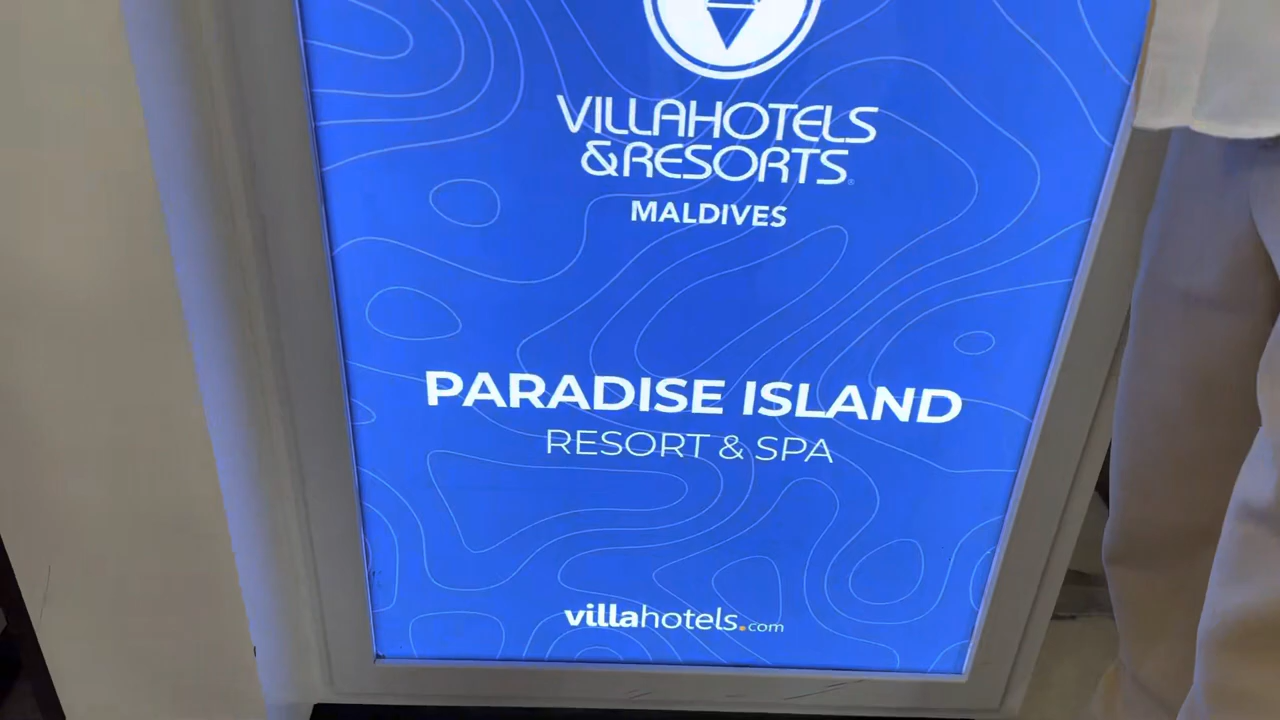 VILLAHOTELS
&RESORTS®
MALDIVES
PARADISE ISLAND
RESORT & SPA
villahotels.com